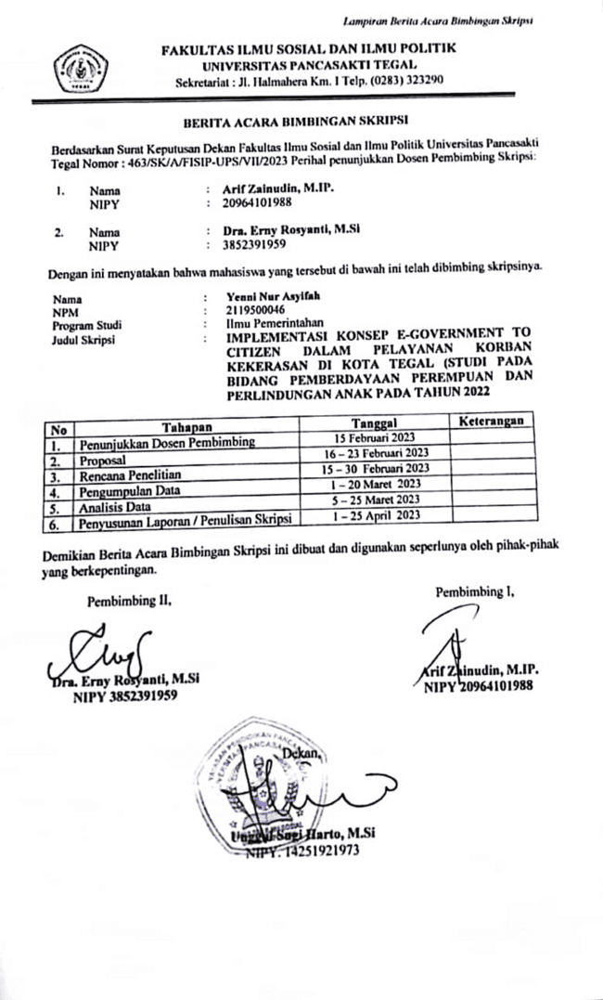 Lampiran Berita Acara Bimbingan Skripsi
FAKULTAS ILMU SOSIAL DAN ILMU POLITIK
UNIVERSITAS PANCASAKTI TEGAL
Sekretariat : Jl. Halmahera Km. 1 Telp. (0283) 323290
BERITA ACARA BIMBINGAN SKRIPSI
Berdasarkan Surat Keputusan Dekan Fakultas Ilmu Sosial dan Ilmu Politik Universitas Pancasakti
Tegal Nomor : 463/SK/A/FISIP-UPS/VII/2023 Perihal penunjukkan Dosen Pembimbing Skripsi:
1. Nama : Arif Zainudin, M.IP.
NIPY : 20964101988
2. Nama : Dra. Erny Rosyanti, M.Si
NIPY : 3852391959
Dengan ini menyatakan bahwa mahasiswa yang tersebut di bawah ini telah dibimbing skripsinya.
Nama : Yenni Nur Asyifah
NPM : 2119500046
Program Studi : Ilmu Pemerintahan
Judul Skripsi : IMPLEMENTASI KONSEP E-GOVERNMENT TO
CITIZEN DALAM PELAYANAN KORBAN
KEKERASAN DI KOTA TEGAL (STUDI PADA
BIDANG PEMBERDAYAAN PEREMPUAN DAN
PERLINDUNGAN ANAK PADA TAHUN 2022
No Tahapan Tanggal Keterangan
1. Penunjukkan Dosen Pembimbing 15 Februari 2023
2. Proposal 16 – 23 Februari 2023
3. Rencana Penelitian 15 – 30 Februari 2023
4. Pengumpulan Data 1 – 20 Maret 2023
5. Analisis Data 5 – 25 Maret 2023
6. Penyusunan Laporan / Penulisan Skripsi 1 – 25 April 2023
Demikian Berita Acara Bimbingan Skripsi ini dibuat dan digunakan seperlunya oleh pihak-pihak
yang berkepentingan.
Pembimbing II, Pembimbing I,
Dra. Erny Rosyanti, M.Si Arif Zainudin, M.IP.
NIPY 3852391959 NIPY 20964101988
Dekan,
Sugi Harto, M.Si
NIPY. 14251921973